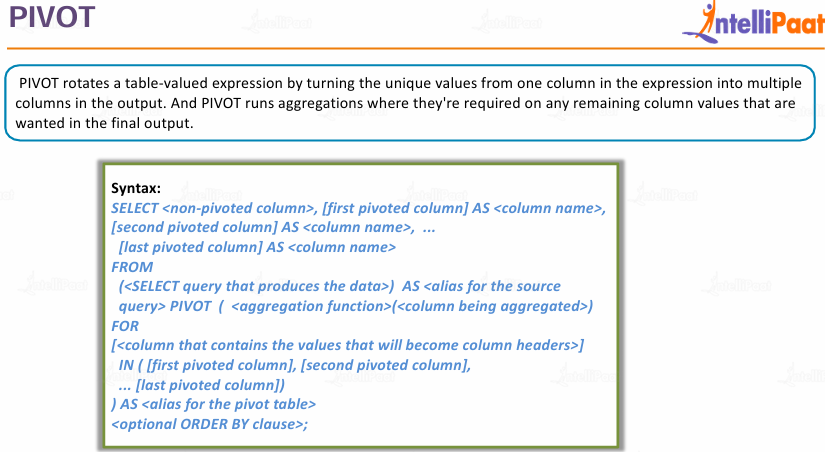 PIVOT
IntelliPaat
PIVOT rotates a table-valued expression by turning the unique values from one column in the expression into multiple
columns in the output. And PIVOT runs aggregations where they're required on any remaining column values that are
wanted in the final output.
Syntax:
SELECT <non-pivoted column>, [first pivoted column] AS <column name>,
[second pivoted column] AS <column name>, ...
[last pivoted column] AS <column name>
FROM
(<SELECT query that produces the data>) AS <alias for the source
query> PIVOT ( <aggregation function>(<column being aggregated>)
FOR
[<column that contains the values that will become column headers>]
IN ( [first pivoted column], [second pivoted column],
... [last pivoted column])
) AS <alias for the pivot table>
<optional ORDER BY clause>;